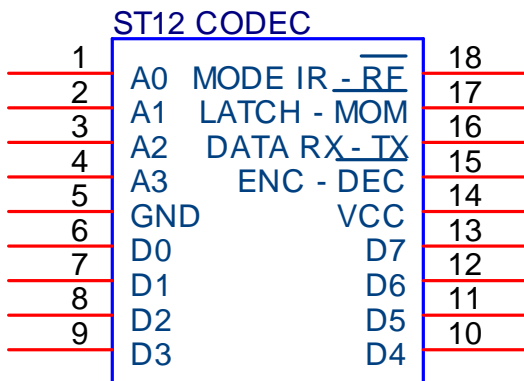 ST12 CODEC
1 A0 MODE IR - RF 18
2 A1 LATCH - MOM 17
3 A2 DATA RX - TX 16
4 A3 ENC - DEC 15
5 GND VCC 14
6 D0 D7 13
7 D1 D6 12
8 D2 D5 11
9 D3 D4 10